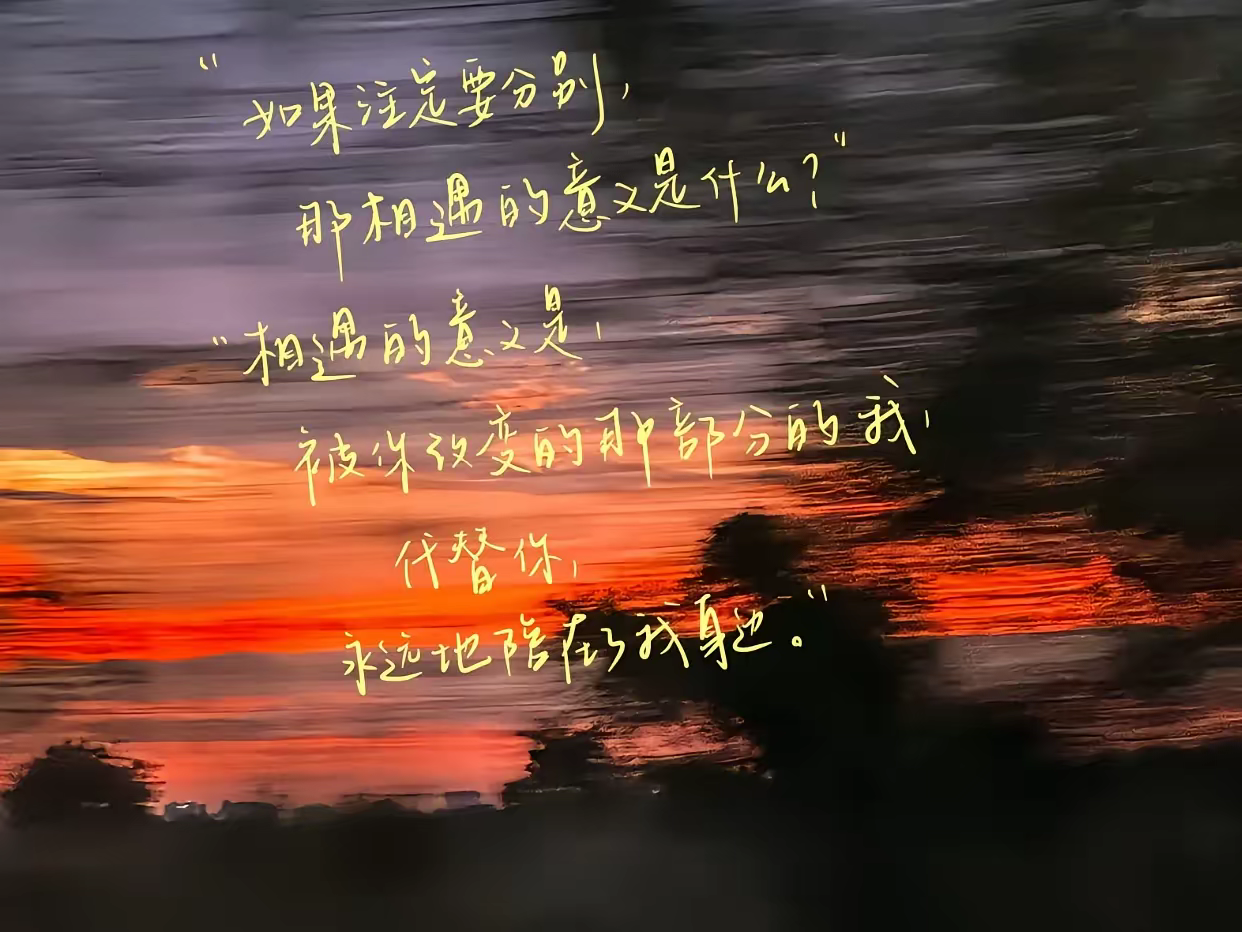 “如果注定要分别，
那相遇的意义是什么？”
“相遇的意义是，
被你改变的那部分的我，
代替你，
永远地陪在了我身边。”